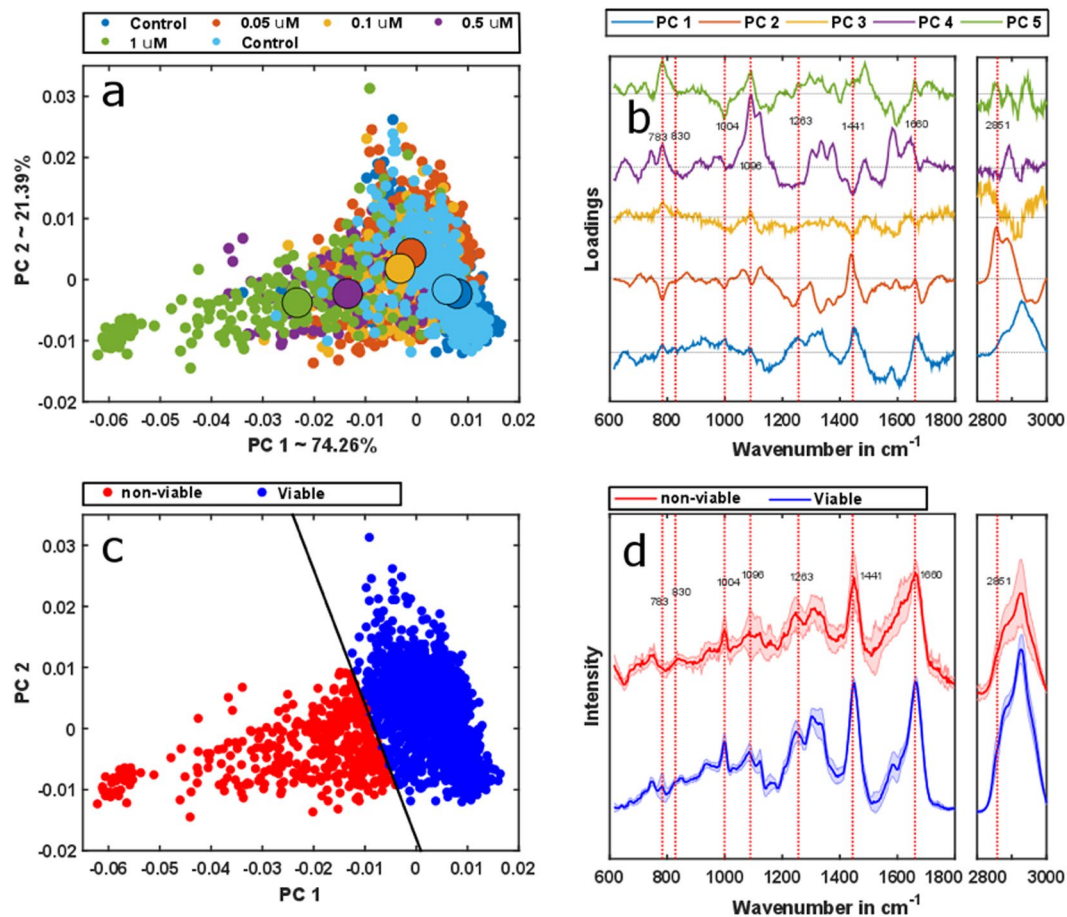 Control 0.05 uM 0.1 uM 0.5 uM
1 uM Control
a
0.03
0.02
0.01
0
-0.01
-0.02
PC 2 ~ 21.39%
-0.06 -0.05 -0.04 -0.03 -0.02 -0.01 0 0.01 0.02
PC 1 ~ 74.26%
PC 1 PC 2 PC 3 PC 4 PC 5
b
783 830 1004 1096 1263 1441 1660 2851
Loadings
600 800 1000 1200 1400 1600 1800 2800 3000
Wavenumber in cm-1
non-viable Viable
c
0.03
0.02
0.01
0
-0.01
-0.02
PC 2
-0.06 -0.05 -0.04 -0.03 -0.02 -0.01 0 0.01 0.02
PC 1
non-viable Viable
d
783 830 1004 1096 1263 1441 1660 2851
Intensity
600 800 1000 1200 1400 1600 1800 2800 3000
Wavenumber in cm-1